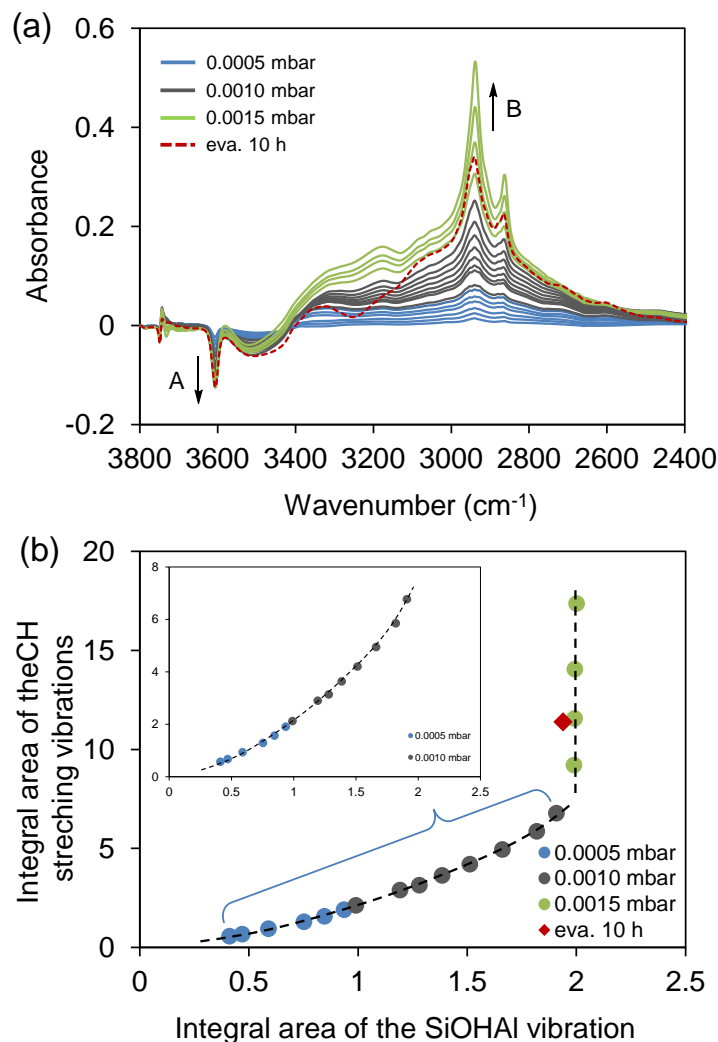 (a)
0.6
0.4
0.2
0
-0.2
Absorbance
0.0005 mbar
0.0010 mbar
0.0015 mbar
eva. 10 h
B
A
3800 3600 3400 3200 3000 2800 2600 2400
Wavenumber (cm-1)
(b)
20
15
10
5
0
Integral area of theCH
streching vibrations
8
6
4
2
0
0 0.5 1 1.5 2 2.5
0.0005 mbar
0.0010 mbar
0.0005 mbar
0.0010 mbar
0.0015 mbar
eva. 10 h
0 0.5 1 1.5 2 2.5
Integral area of the SiOHAl vibration